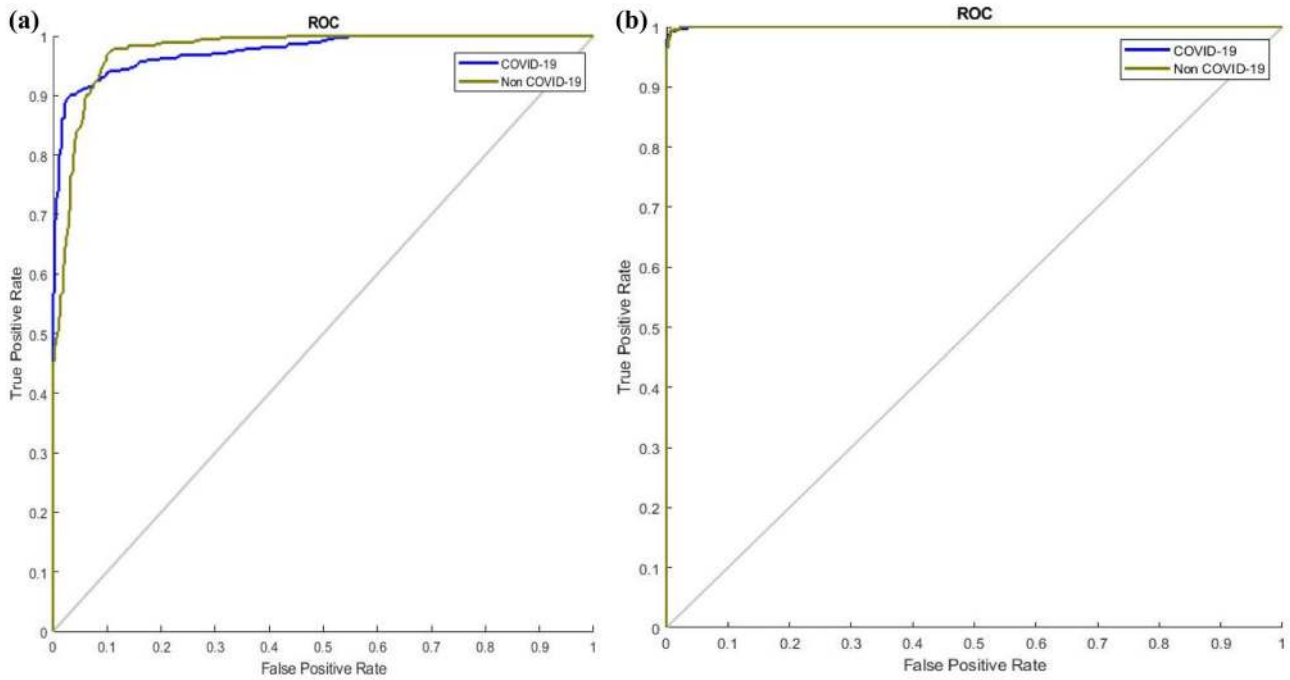 (a)
ROC
1
0.9
0.8
0.7
0.6
0.5
0.4
0.3
0.2
0.1
0
True Positive Rate
COVID-19
Non COVID-19
0 0.1 0.2 0.3 0.4 0.5 0.6 0.7 0.8 0.9 1
False Positive Rate
(b)
ROC
1
0.9
0.8
0.7
0.6
0.5
0.4
0.3
0.2
0.1
0
True Positive Rate
COVID-19
Non COVID-19
0 0.1 0.2 0.3 0.4 0.5 0.6 0.7 0.8 0.9 1
False Positive Rate